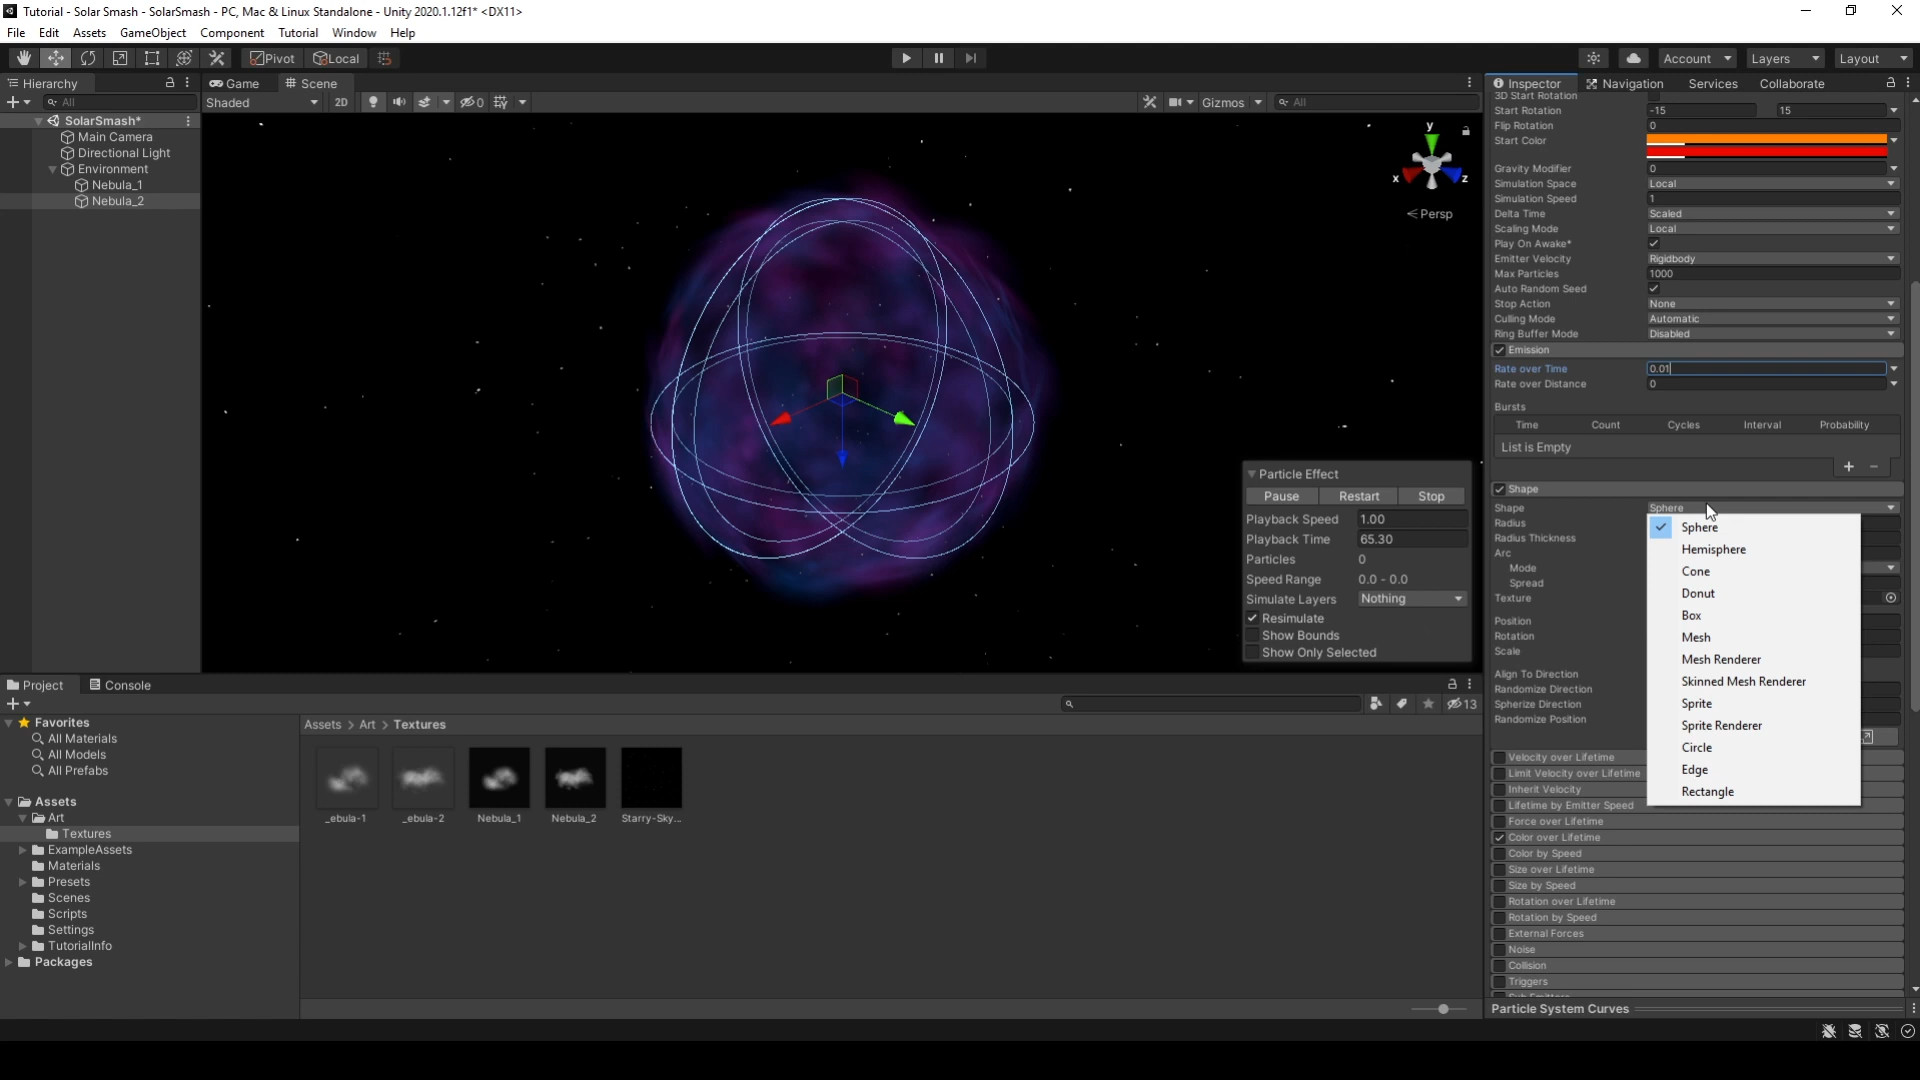 Tutorial - Solar Smash - SolarSmash - PC, Mac & Linux Standalone - Unity 2020.1.12f1* <DX11>
File Edit Assets GameObject Component Tutorial Window Help
Pivot Local Account Layers Layout
Hierarchy Game Scene Inspector Navigation Services Collaborate
All Shaded 2D 0 Gizmos All
SolarSmash*
Main Camera
Directional Light
Environment
Nebula_1
Nebula_2
y
x z
Persp
Particle Effect
Pause Restart Stop
Playback Speed 1.00
Playback Time 65.30
Particles 0
Speed Range 0.0 - 0.0
Simulate Layers Nothing
Resimulate
Show Bounds
Show Only Selected
3D Start Rotation
Start Rotation -15 15
Flip Rotation 0
Start Color
Gravity Modifier 0
Simulation Space Local
Simulation Speed 1
Delta Time Scaled
Scaling Mode Local
Play On Awake*
Emitter Velocity Rigidbody
Max Particles 1000
Auto Random Seed
Stop Action None
Culling Mode Automatic
Ring Buffer Mode Disabled
Emission
Rate over Time 0.01
Rate over Distance 0
Bursts
Time Count Cycles Interval Probability
List is Empty
Shape
Shape Sphere
Radius
Radius Thickness
Arc
Mode
Spread
Texture
Position
Rotation
Scale
Align To Direction
Randomize Direction
Spherize Direction
Randomize Position
Sphere
Hemisphere
Cone
Donut
Box
Mesh
Mesh Renderer
Skinned Mesh Renderer
Sprite
Sprite Renderer
Circle
Edge
Rectangle
Velocity over Lifetime
Limit Velocity over Lifetime
Inherit Velocity
Lifetime by Emitter Speed
Force over Lifetime
Color over Lifetime
Color by Speed
Size over Lifetime
Size by Speed
Rotation over Lifetime
Rotation by Speed
External Forces
Noise
Collision
Triggers
Sub Emitters
Particle System Curves
Project Console
13
Favorites
All Materials
All Models
All Prefabs
Assets
Art
Textures
ExampleAssets
Materials
Presets
Scenes
Scripts
Settings
TutorialInfo
Packages
Assets > Art > Textures
_ebula-1 _ebula-2 Nebula_1 Nebula_2 Starry-Sky...